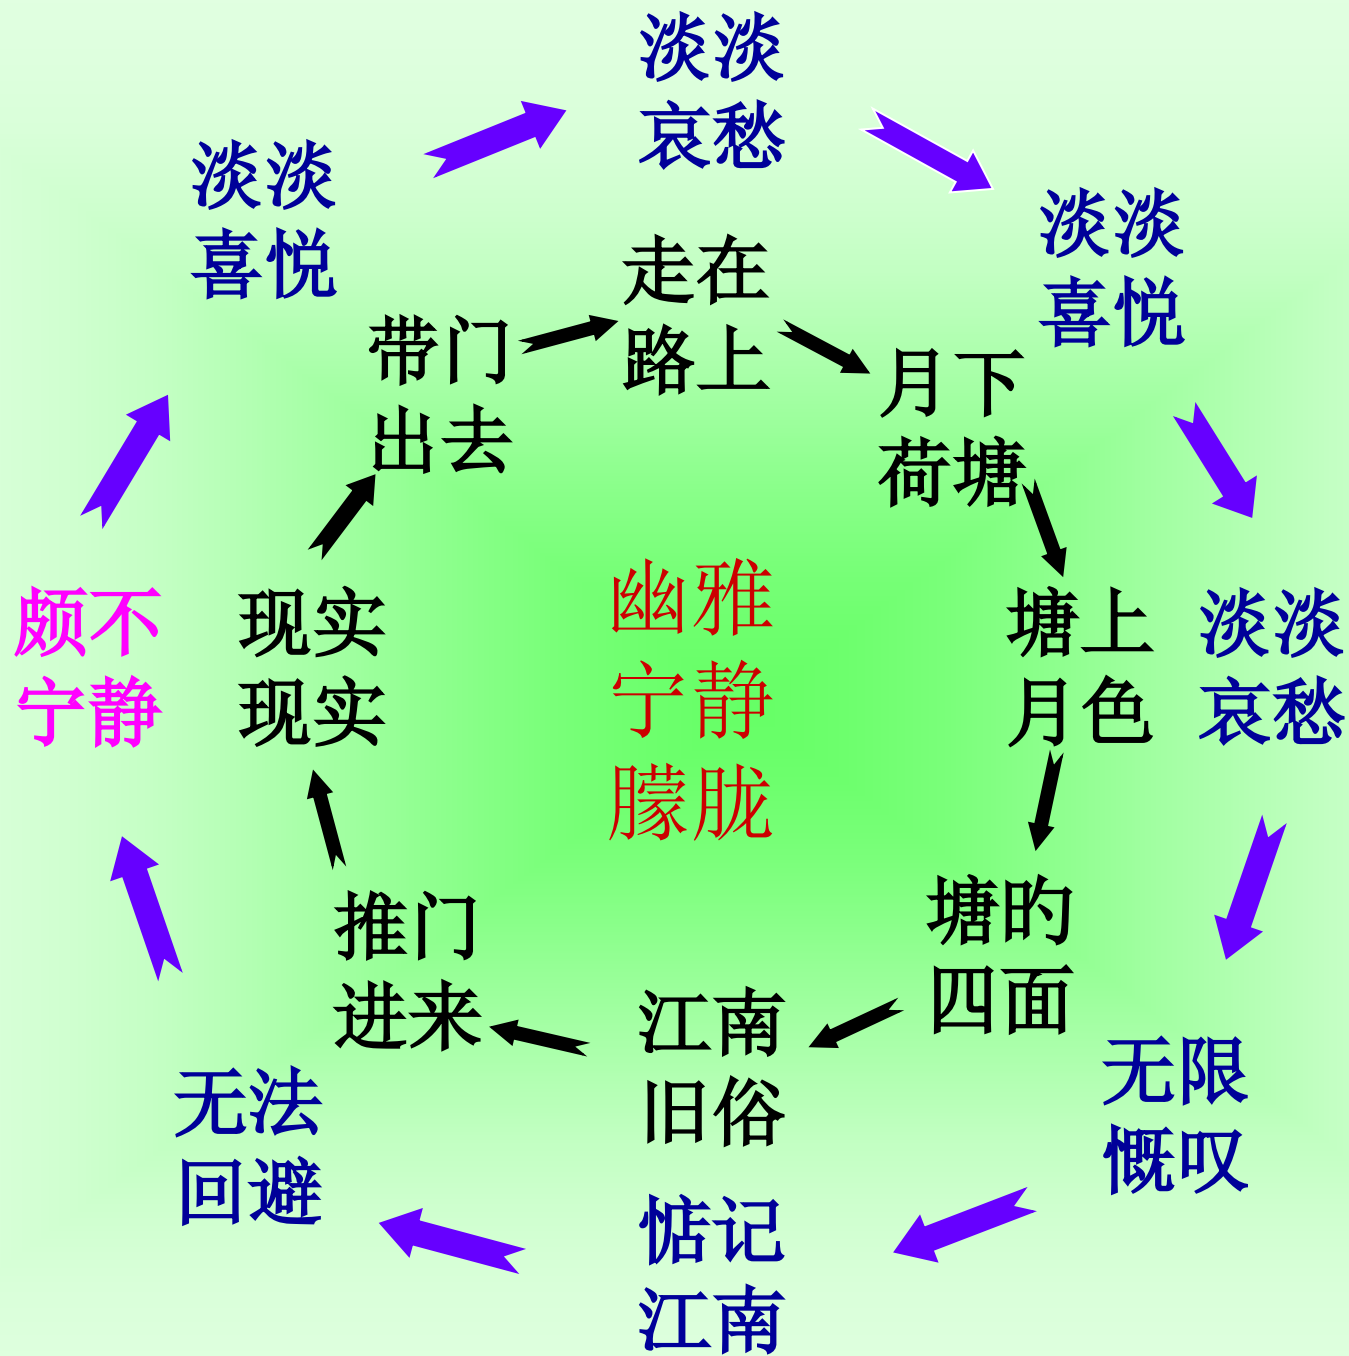 淡淡
哀愁
淡淡
喜悦
淡淡
喜悦
走在
路上
带门
出去
月下
荷塘
颇不
宁静
现实
现实
幽雅
宁静
朦胧
塘上
月色
淡淡
哀愁
推门
进来
塘旳
四面
江南
旧俗
无法
回避
无限
慨叹
惦记
江南